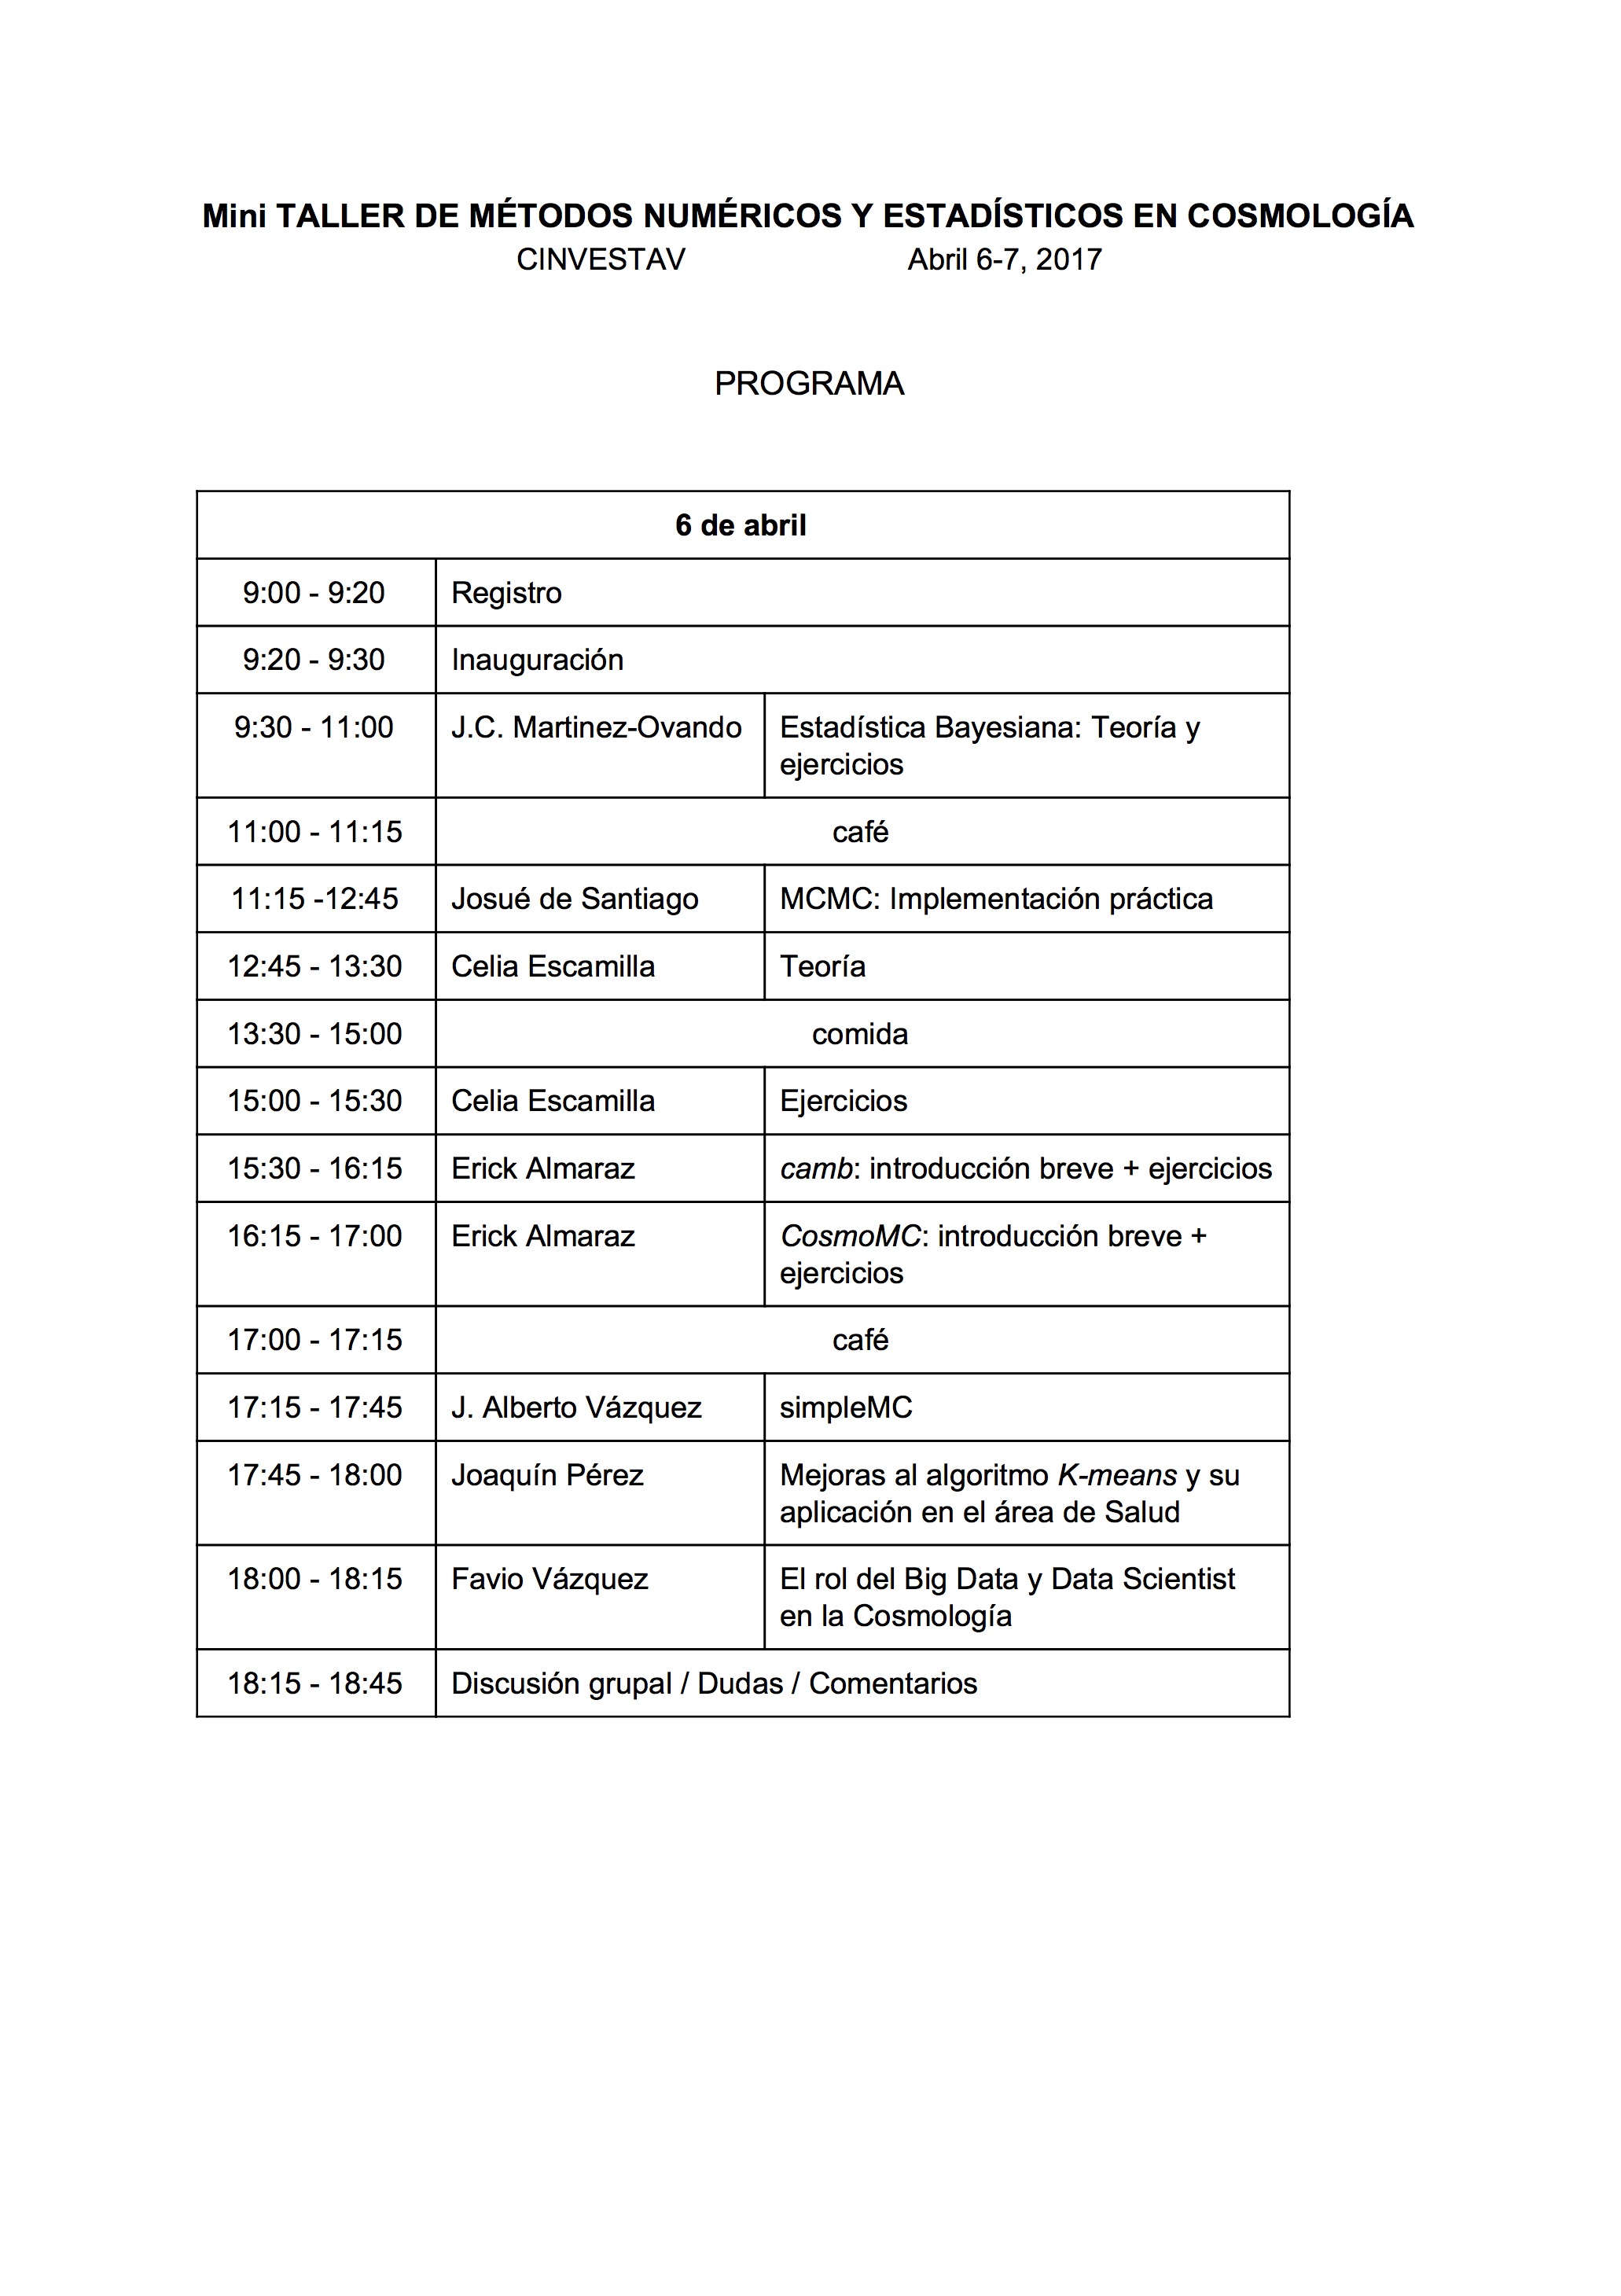 Mini TALLER DE MÉTODOS NUMÉRICOS Y ESTADÍSTICOS EN COSMOLOGÍA
CINVESTAV Abril 6-7, 2017
PROGRAMA
6 de abril
9:00 - 9:20 Registro
9:20 - 9:30 Inauguración
9:30 - 11:00 J.C. Martinez-Ovando Estadística Bayesiana: Teoría y
ejercicios
11:00 - 11:15 café
11:15 -12:45 Josué de Santiago MCMC: Implementación práctica
12:45 - 13:30 Celia Escamilla Teoría
13:30 - 15:00 comida
15:00 - 15:30 Celia Escamilla Ejercicios
15:30 - 16:15 Erick Almaraz camb: introducción breve + ejercicios
16:15 - 17:00 Erick Almaraz CosmoMC: introducción breve +
ejercicios
17:00 - 17:15 café
17:15 - 17:45 J. Alberto Vázquez simpleMC
17:45 - 18:00 Joaquín Pérez Mejoras al algoritmo K-means y su
aplicación en el área de Salud
18:00 - 18:15 Favio Vázquez El rol del Big Data y Data Scientist
en la Cosmología
18:15 - 18:45 Discusión grupal / Dudas / Comentarios